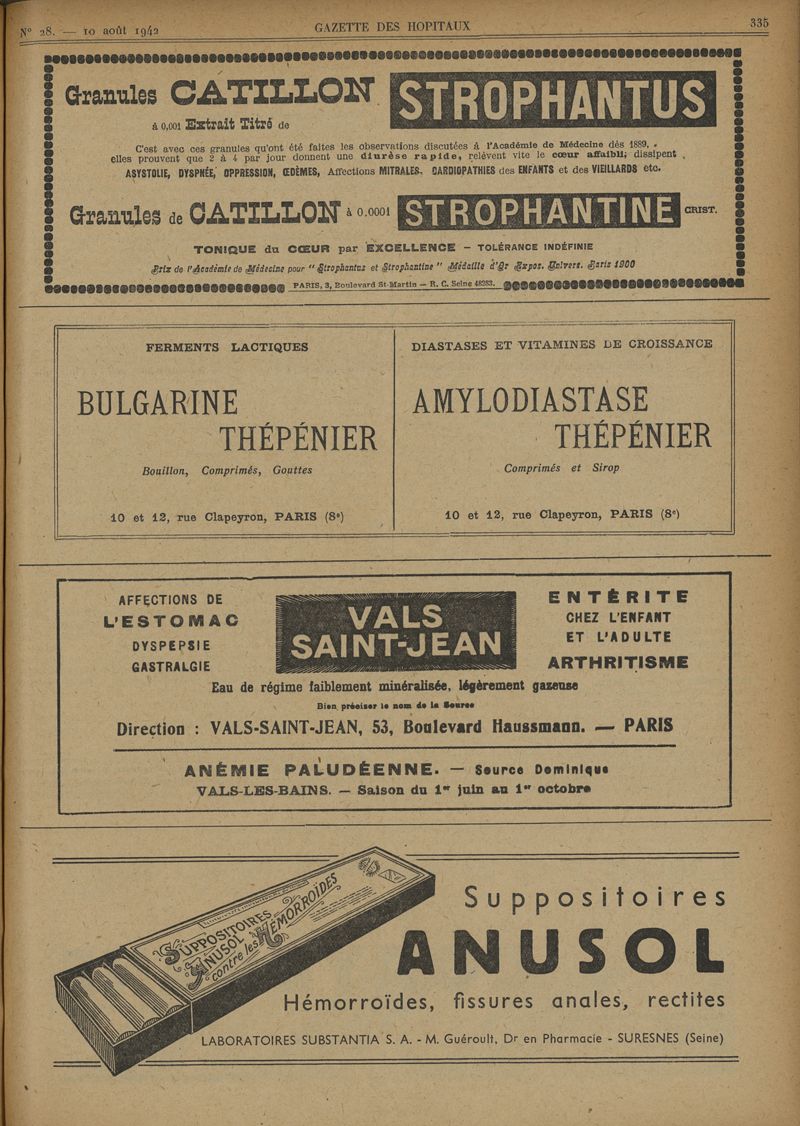 Nº 28. — 10 août 1942
GAZETTE DES HOPITAUX
335
Granules CATILLON STROPHANTUS
à 0,001 Extrait Titré de
C'est avec ces granules qu'ont été faites les observations discutées à l'Académie de Médecine dès 1889,
elles prouvent que 2 à 4 par jour donnent une diurèse rapide, relèvent vite le cœur affaibli, dissipent
ASYSTOLIE, DYSPNÉE, OPPRESSION, ŒDÈMES, Affections MITRALES, CARDIOPATHIES des ENFANTS et des VIEILLARDS etc.
Granules de CATILLON à 0.0001 STROPHANTINE CRIST.
TONIQUE du CŒUR par EXCELLENCE – TOLÉRANCE INDÉFINIE
Prix de l'Académie de Médecine pour "Strophantus et Strophantine" Médaille d'Or Expos. Univers. Paris 1900
PARIS, 3, Boulevard St-Martin — R. C. Seine 48283.
FERMENTS LACTIQUES
BULGARINE
THÉPÉNIER
Bouillon, Comprimés, Gouttes
10 et 12, rue Clapeyron, PARIS (8e)
DIASTASES ET VITAMINES DE CROISSANCE
AMYLODIASTASE
THÉPÉNIER
Comprimés et Sirop
10 et 12, rue Clapeyron, PARIS (8e)
AFFECTIONS DE
L'ESTOMAC
DYSPEPSIE
GASTRALGIE
VALS
SAINT-JEAN
ENTÉRITE
CHEZ L'ENFANT
ET L'ADULTE
ARTHRITISME
Eau de régime faiblement minéralisée, légèrement gazeuse
Bien préciser le nom de la Source
Direction : VALS-SAINT-JEAN, 53, Boulevard Haussmann. — PARIS
ANÉMIE PALUDÉENNE. — Source Dominique
VALS-LES-BAINS. — Saison du 1er juin au 1er octobre
SUPPOSITOIRES
ANUSOL
contre les HÉMORROÏDES
Suppositoires
ANUSOL
Hémorroïdes, fissures anales, rectites
LABORATOIRES SUBSTANTIA S. A. - M. Guéroult, Dr en Pharmacie - SURESNES (Seine)